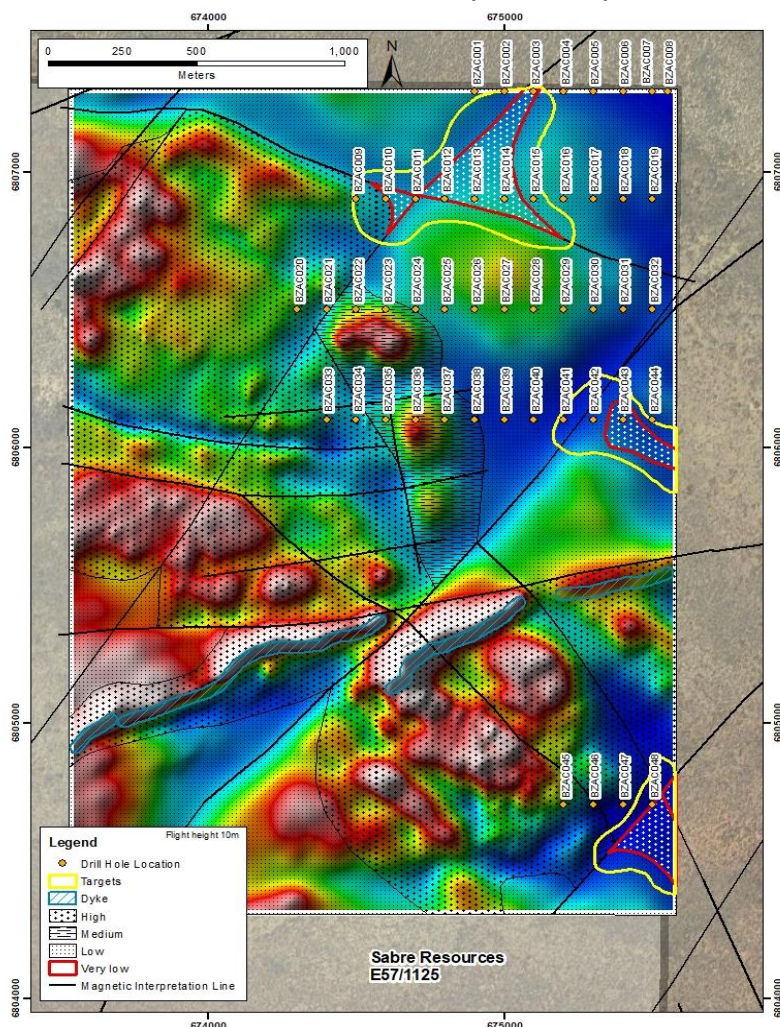 674000
675000
0
250
500
1,000
Meters
N
BZAC001
BZAC002
BZAC003
BZAC004
BZAC005
BZAC006
BZAC007
BZAC008
6807000
6807000
BZAC009
BZAC010
BZAC011
BZAC012
BZAC013
BZAC014
BZAC015
BZAC016
BZAC017
BZAC018
BZAC019
BZAC020
BZAC021
BZAC022
BZAC023
BZAC024
BZAC025
BZAC026
BZAC027
BZAC028
BZAC029
BZAC030
BZAC031
BZAC032
BZAC033
BZAC034
BZAC035
BZAC036
BZAC037
BZAC038
BZAC039
BZAC040
BZAC041
BZAC042
BZAC043
BZAC044
6806000
6806000
6805000
6805000
BZAC045
BZAC046
BZAC047
BZAC048
Flight height 10m
Legend
Drill Hole Location
Targets
Dyke
High
Medium
Low
Very low
Magnetic Interpretation Line
Sabre Resources
E57/1125
6804000
6804000
674000
675000